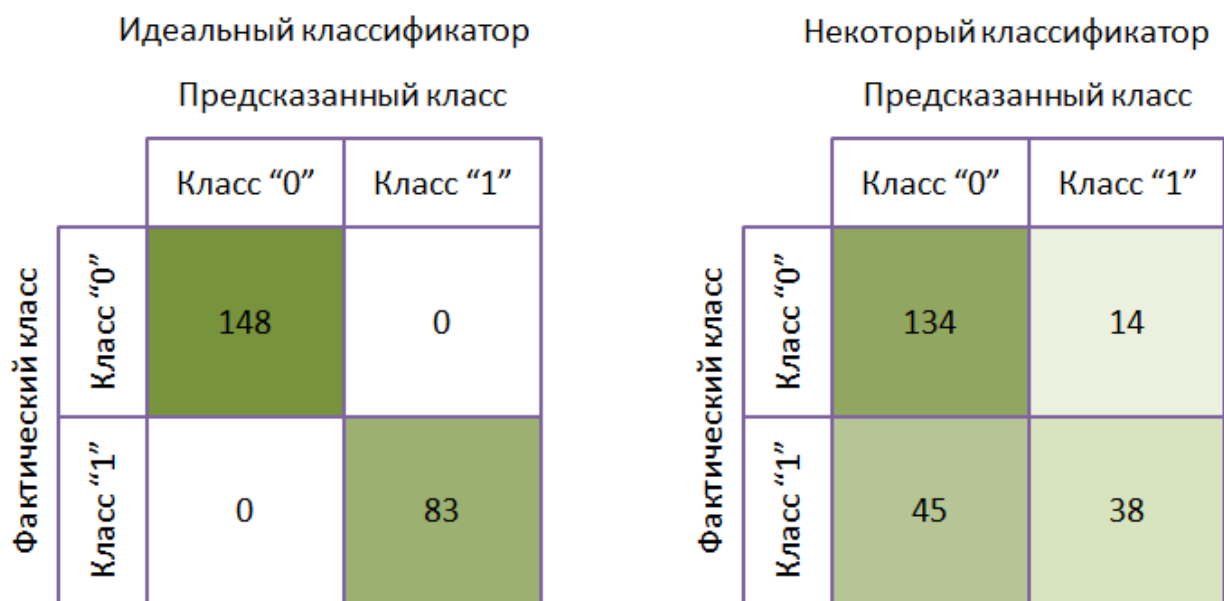 Идеальный классификатор
Предсказанный класс
Класс “0” Класс “1”
Фактический класс
Класс “0” 148 0
Класс “1” 0 83
Некоторый классификатор
Предсказанный класс
Класс “0” Класс “1”
Фактический класс
Класс “0” 134 14
Класс “1” 45 38